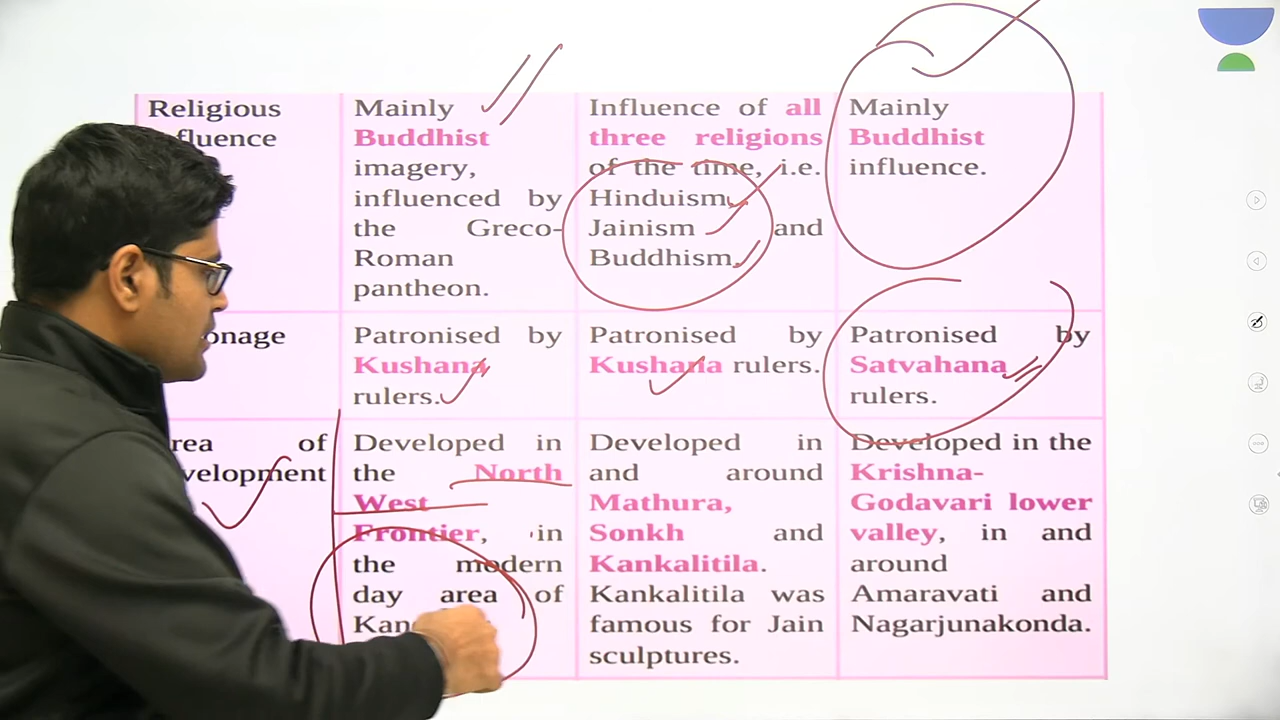 Religious
Mainly
Buddhist
imagery,
influenced by
the Greco-
Roman
pantheon.
Influence of all
three religions
of the time, i.e.
Hinduism,
Jainism and
Buddhism.
Mainly
Buddhist
influence.
Patronised by
Kushana
rulers.
Patronised by
Kushana rulers.
Patronised by
Satvahana
rulers.
of
Developed in
the North
West
Frontier, in
the modern
day area of
Developed in
and around
Mathura,
Sonkh and
Kankalitila.
Kankalitila was
famous for Jain
sculptures.
Developed in the
Krishna-
Godavari lower
valley, in and
around
Amaravati and
Nagarjunakonda.